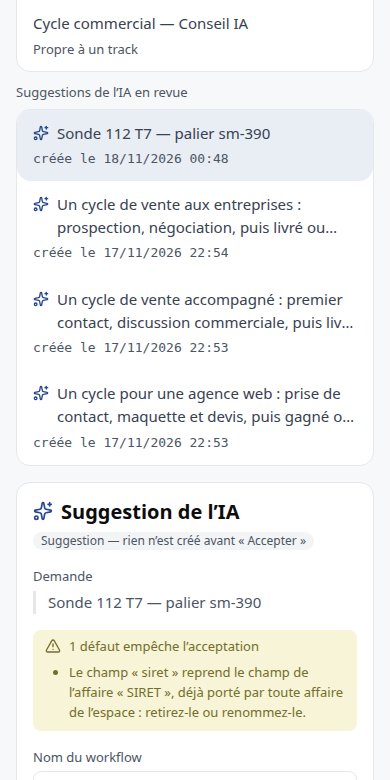 Cycle commercial — Conseil IA
Propre à un track
Suggestions de l’IA en revue
Sonde 112 T7 — palier sm-390
créée le 18/11/2026 00:48
Un cycle de vente aux entreprises :
prospection, négociation, puis livré ou...
créée le 17/11/2026 22:54
Un cycle de vente accompagné : premier
contact, discussion commerciale, puis liv...
créée le 17/11/2026 22:53
Un cycle pour une agence web : prise de
contact, maquette et devis, puis gagné o...
créée le 17/11/2026 22:53
Suggestion de l’IA
Suggestion — rien n’est créé avant « Accepter »
Demande
Sonde 112 T7 — palier sm-390
1 défaut empêche l’acceptation
• Le champ « siret » reprend le champ de
l’affaire « SIRET », déjà porté par toute affaire
de l’espace : retirez-le ou renommez-le.
Nom du workflow